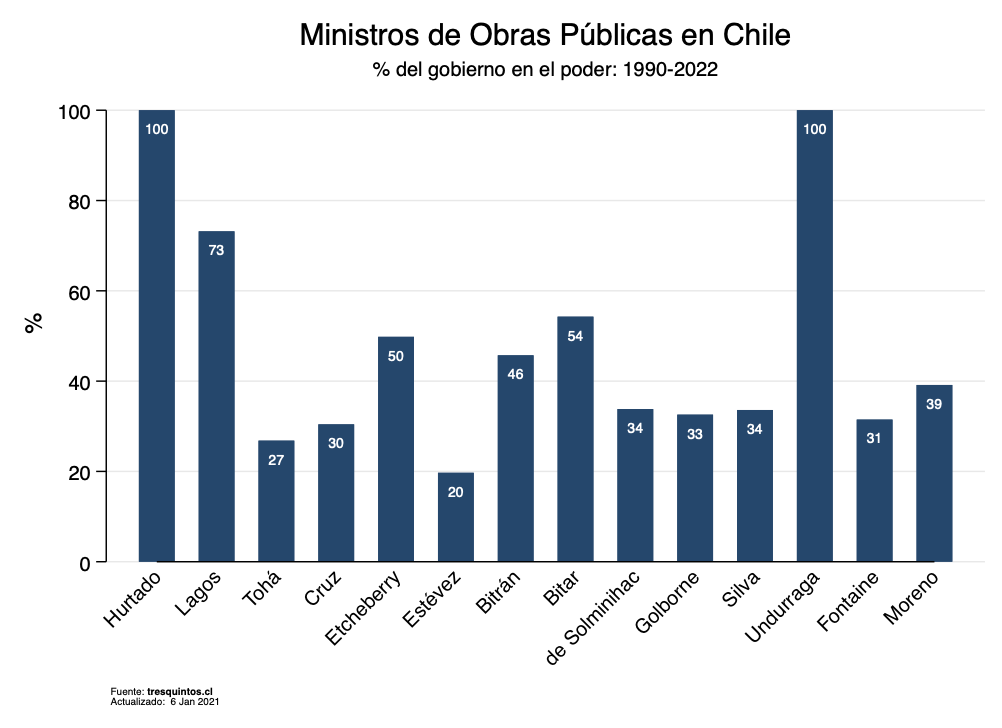 Ministros de Obras Públicas en Chile
% del gobierno en el poder: 1990-2022
%
100
80
60
40
20
0
100
73
27
30
50
20
46
54
34
33
34
100
31
39
Hurtado
Lagos
Tohá
Cruz
Etcheberry
Estévez
Bitrán
Bitar
de Solminihac
Golborne
Silva
Undurraga
Fontaine
Moreno
Fuente: tresquintos.cl
Actualizado: 6 Jan 2021